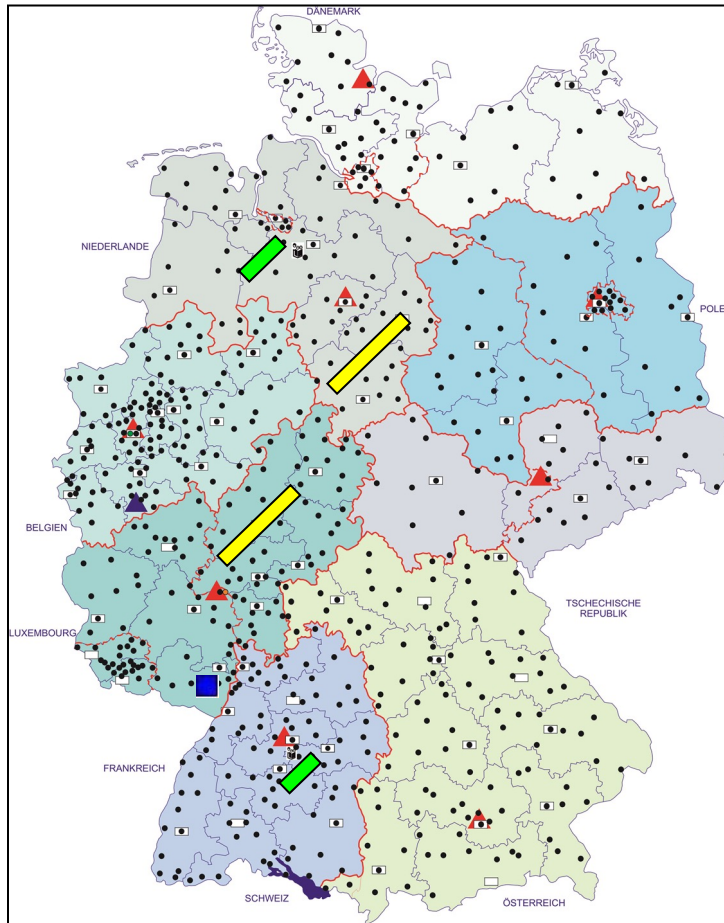 DÄNEMARK
NIEDERLANDE
POLE
BELGIEN
TSCHECHISCHE
REPUBLIK
LUXEMBOURG
FRANKREICH
SCHWEIZ
ÖSTERREICH